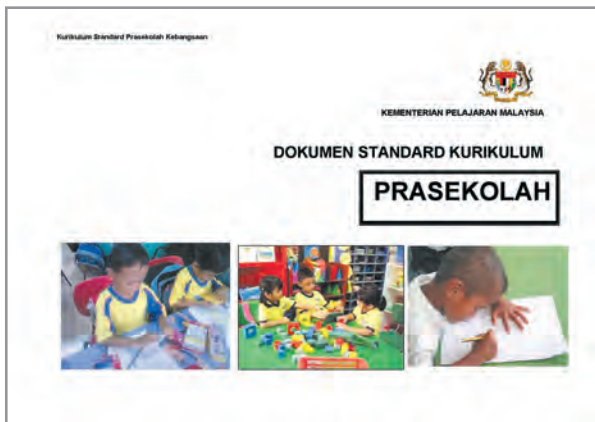 Kurikulum Standard Prasekolah Kebangsaan
KEMENTERIAN PELAJARAN MALAYSIA
DOKUMEN STANDARD KURIKULUM
PRASEKOLAH